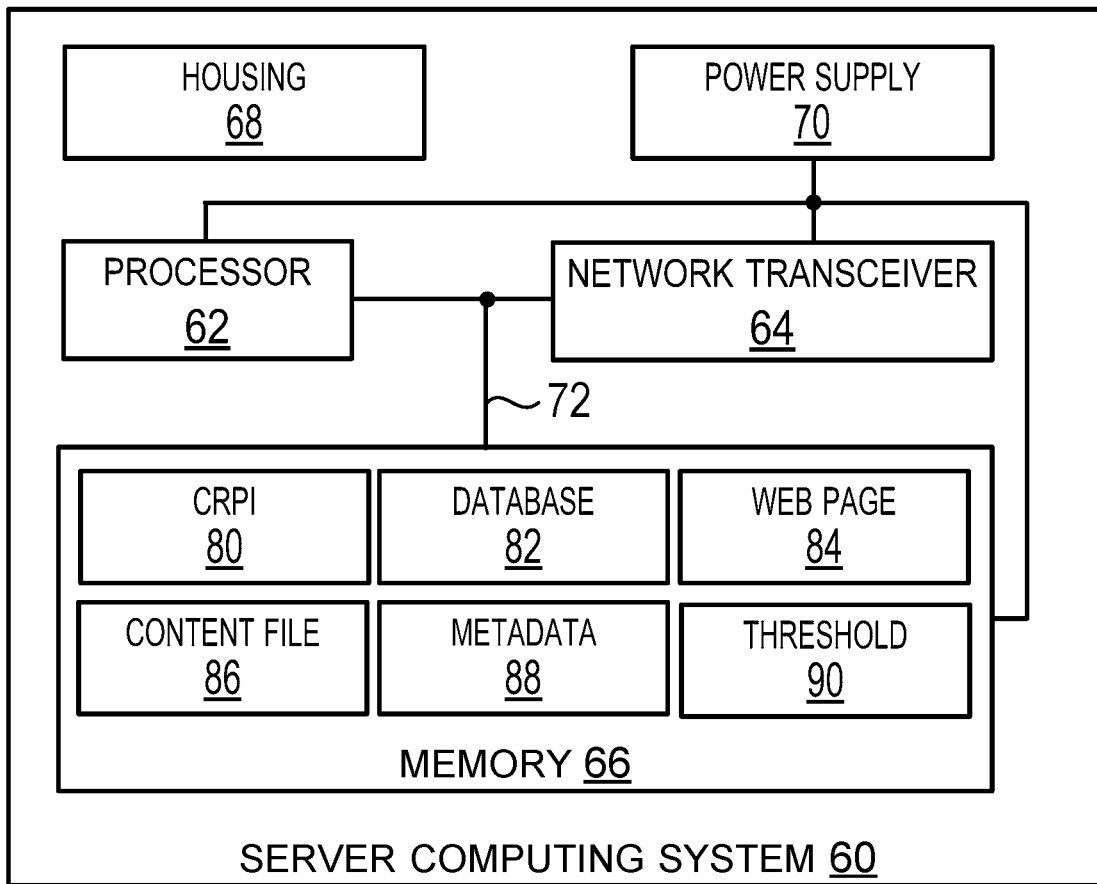 HOUSING
68
POWER SUPPLY
70
PROCESSOR
62
NETWORK TRANSCEIVER
64
72
CRPI
80
DATABASE
82
WEB PAGE
84
CONTENT FILE
86
METADATA
88
THRESHOLD
90
MEMORY 66
SERVER COMPUTING SYSTEM 60